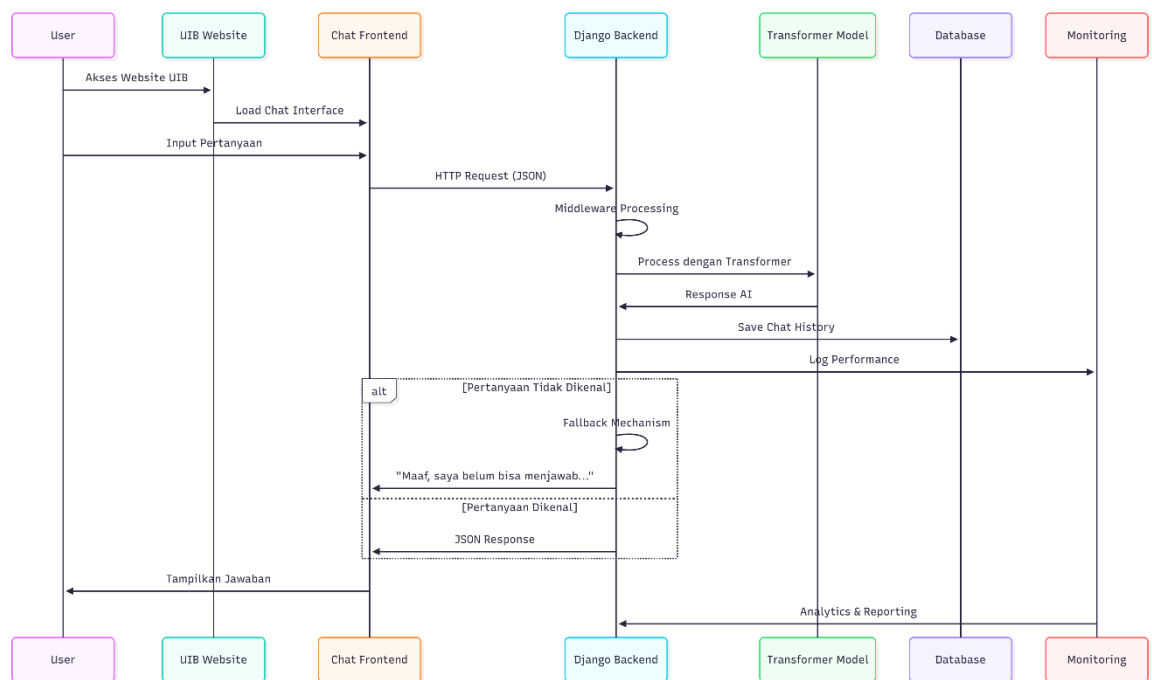 User
UIB Website
Chat Frontend
Django Backend
Transformer Model
Database
Monitoring
Akses Website UIB
Load Chat Interface
Input Pertanyaan
HTTP Request (JSON)
Middleware Processing
Process dengan Transformer
Response AI
Save Chat History
Log Performance
alt
[Pertanyaan Tidak Dikenal]
Fallback Mechanism
"Maaf, saya belum bisa menjawab..."
[Pertanyaan Dikenal]
JSON Response
Tampilkan Jawaban
Analytics & Reporting
User
UIB Website
Chat Frontend
Django Backend
Transformer Model
Database
Monitoring